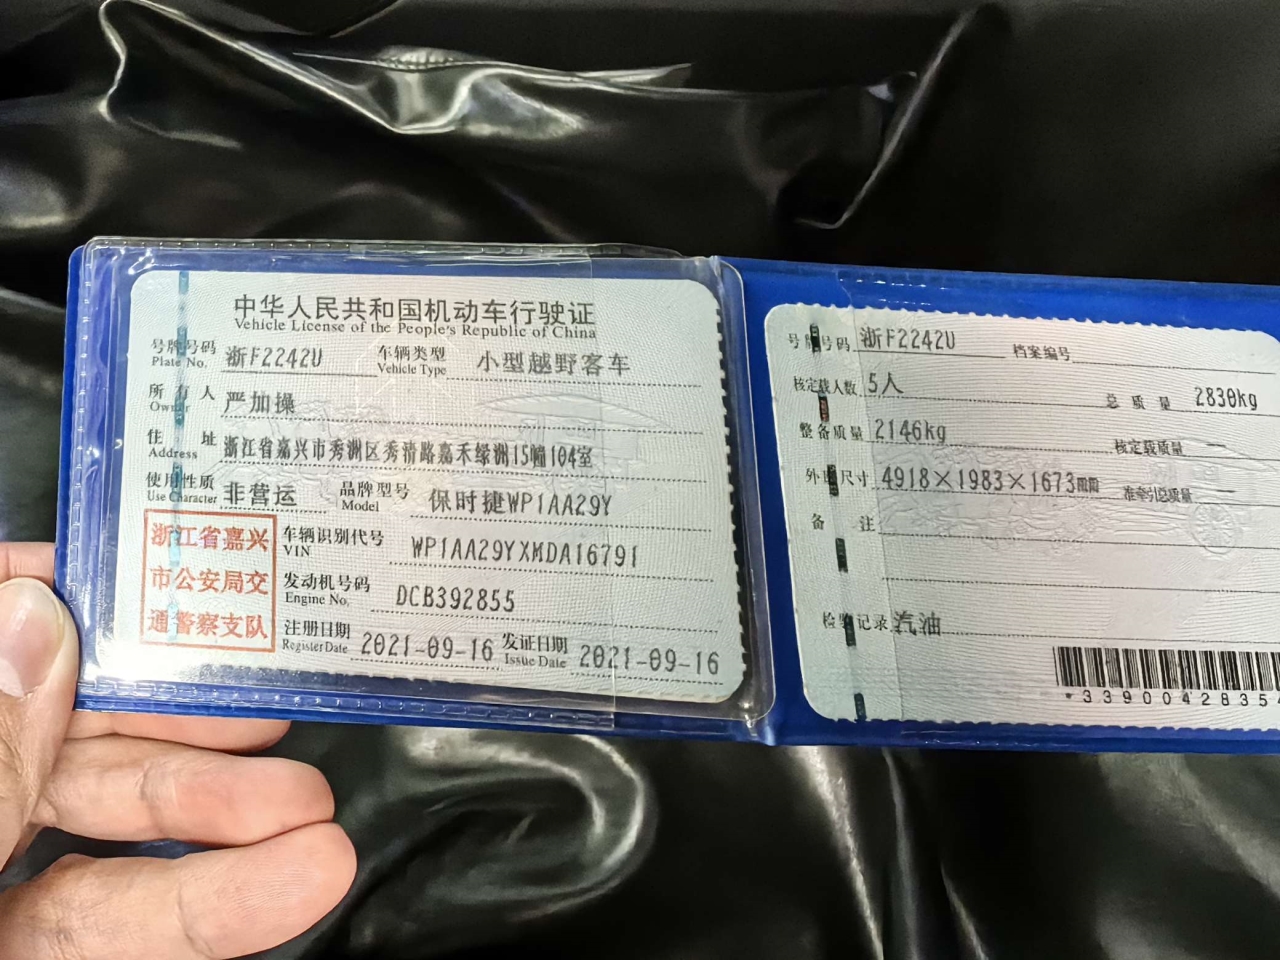 中华人民共和国机动车行驶证
Vehicle License of the People's Republic of China
号牌号码 浙F2242U 车辆类型 小型越野客车
Plate No. Vehicle Type
所有人 严加操
Owner
住址 浙江省嘉兴市秀洲区秀清路嘉禾绿洲15幢104室
Address
使用性质 非营运 品牌型号 保时捷WP1AA29Y
Use Character Model
浙江省嘉兴
市公安局交
通警察支队
车辆识别代号 WP1AA29YXMDA16791
VIN
发动机号码 DCB392855
Engine No.
注册日期 2021-09-16 发证日期 2021-09-16
Register Date Issue Date
号牌号码 浙F2242U 档案编号
核定载人数 5人 总质量 2830kg
整备质量 2146kg 核定载质量 —
外廓尺寸 4918×1983×1673mm 准牵引总质量 —
备注
检验记录 汽油
*33900428354